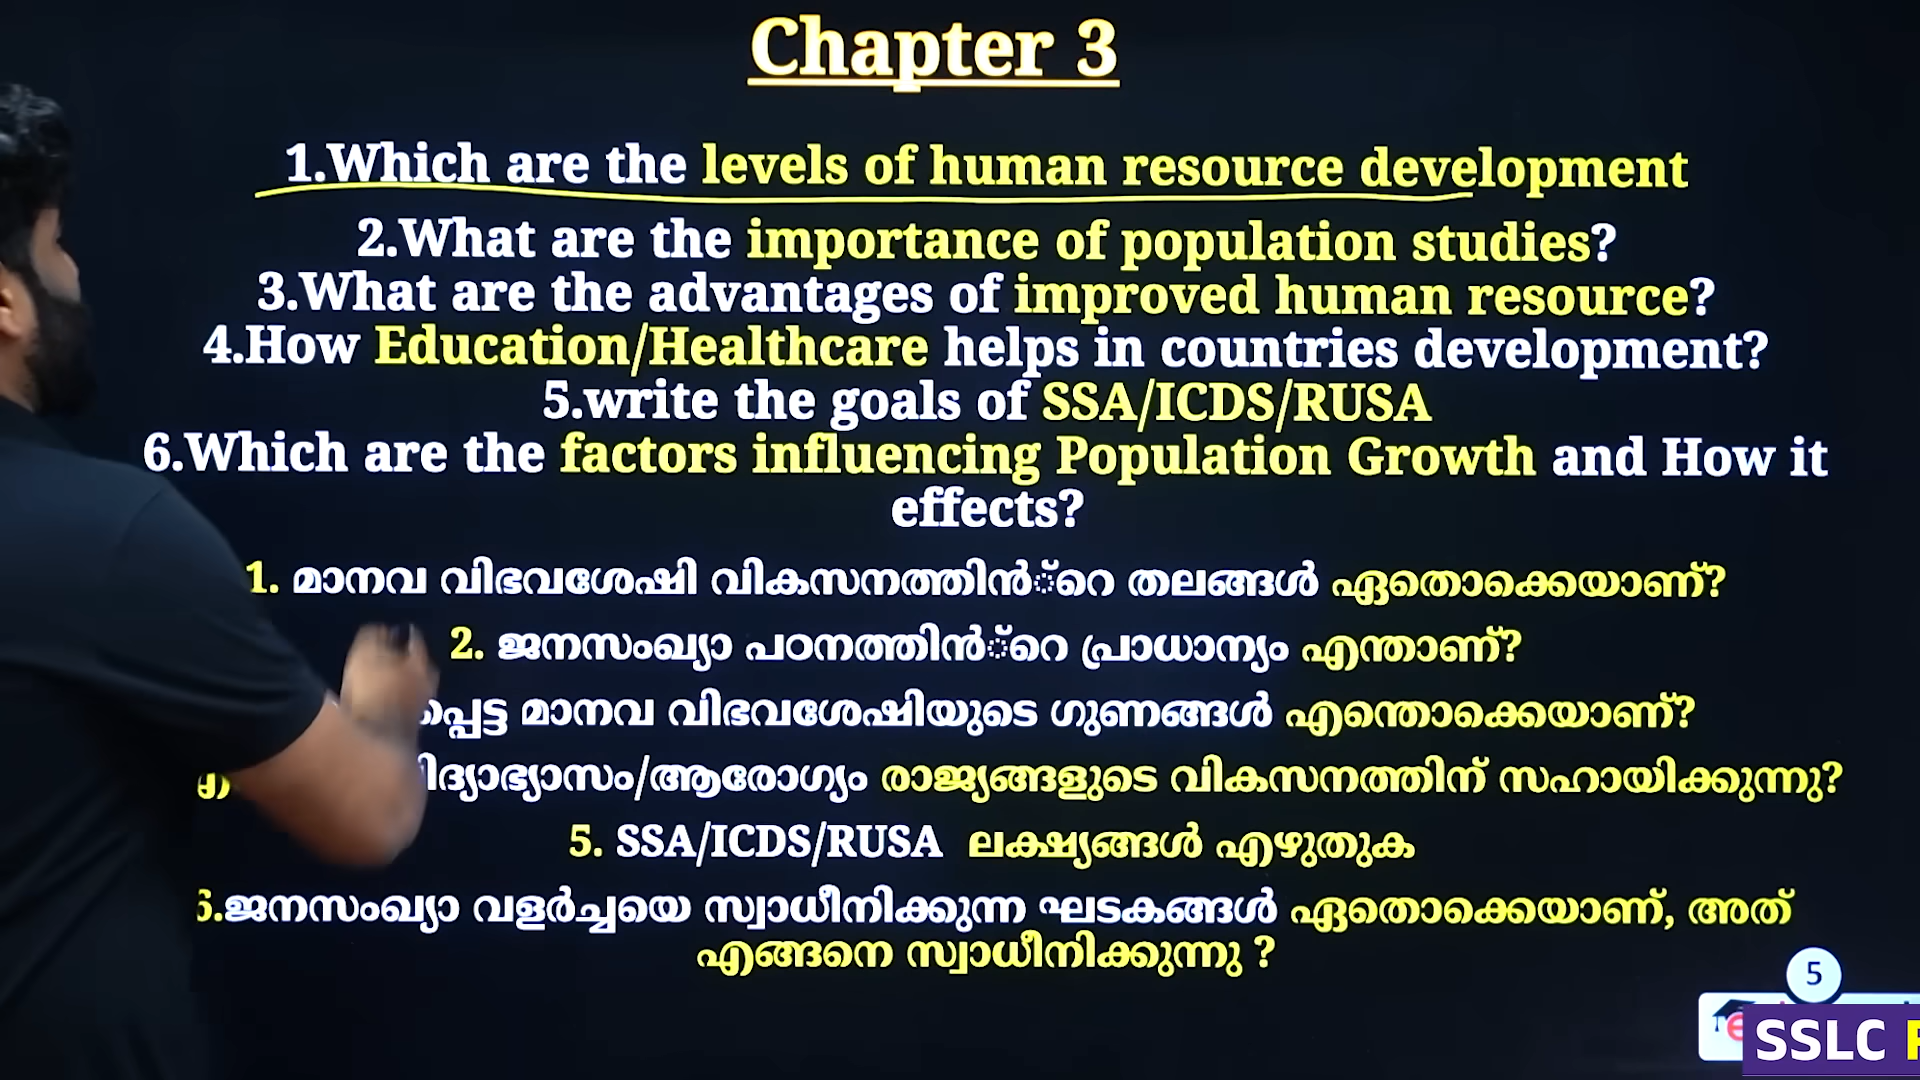 Chapter 3
1.Which are the levels of human resource development
2.What are the importance of population studies?
3.What are the advantages of improved human resource?
4.How Education/Healthcare helps in countries development?
5.write the goals of SSA/ICDS/RUSA
6.Which are the factors influencing Population Growth and How it
effects?
1. മാനവ വിഭവശേഷി വികസനത്തിൻ്റെ തലങ്ങൾ ഏതൊക്കെയാണ്?
2. ജനസംഖ്യാ പഠനത്തിൻ്റെ പ്രാധാന്യം എന്താണ്?
മാനവ വിഭവശേഷിയുടെ ഗുണങ്ങൾ എന്തൊക്കെയാണ്?
രാജ്യങ്ങളുടെ വികസനത്തിന് സഹായിക്കുന്നു?
5. SSA/ICDS/RUSA ലക്ഷ്യങ്ങൾ എഴുതുക
6.ജനസംഖ്യാ വളർച്ചയെ സ്വാധീനിക്കുന്ന ഘടകങ്ങൾ ഏതൊക്കെയാണ്, അത്
എങ്ങനെ സ്വാധീനിക്കുന്നു ?
5
SSLC